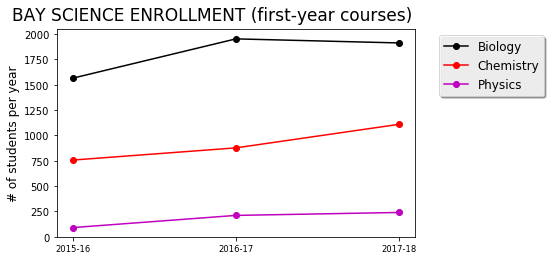 BAY SCIENCE ENROLLMENT (first-year courses)
# of students per year
2000
1750
1500
1250
1000
750
500
250
0
2015-16
2016-17
2017-18
Biology
Chemistry
Physics